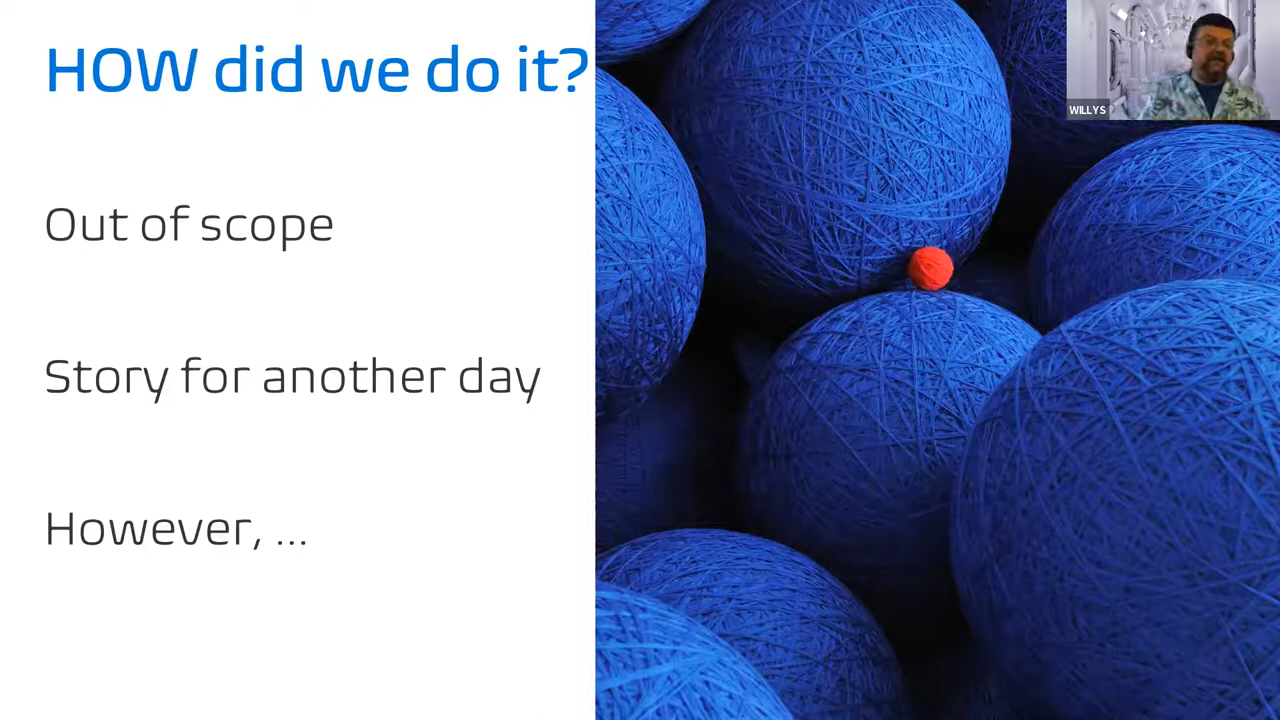 HOW did we do it?
Out of scope
Story for another day
However, ...
WILLYS